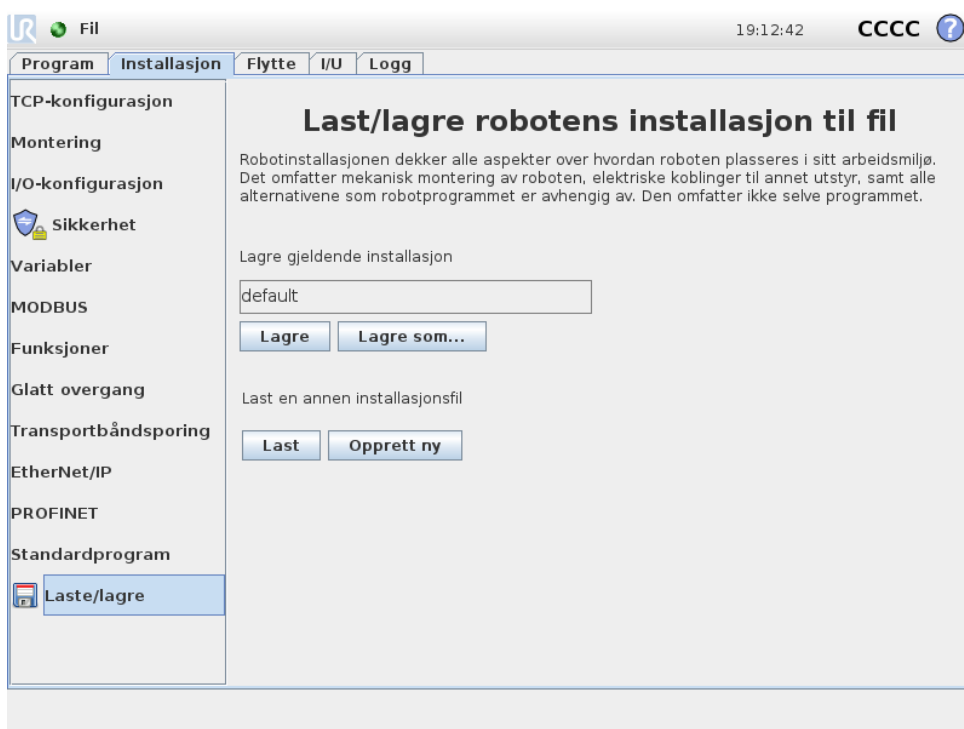 UR Fil 19:12:42 CCCC ?
Program Installasjon Flytte I/U Logg
TCP-konfigurasjon
Montering
I/O-konfigurasjon
Sikkerhet
Variabler
MODBUS
Funksjoner
Glatt overgang
Transportbåndsporing
EtherNet/IP
PROFINET
Standardprogram
Laste/lagre
Last/lagre robotens installasjon til fil
Robotinstallasjonen dekker alle aspekter over hvordan roboten plasseres i sitt arbeidsmiljø.
Det omfatter mekanisk montering av roboten, elektriske koblinger til annet utstyr, samt alle
alternativene som robotprogrammet er avhengig av. Den omfatter ikke selve programmet.
Lagre gjeldende installasjon
default
Lagre Lagre som...
Last en annen installasjonsfil
Last Opprett ny